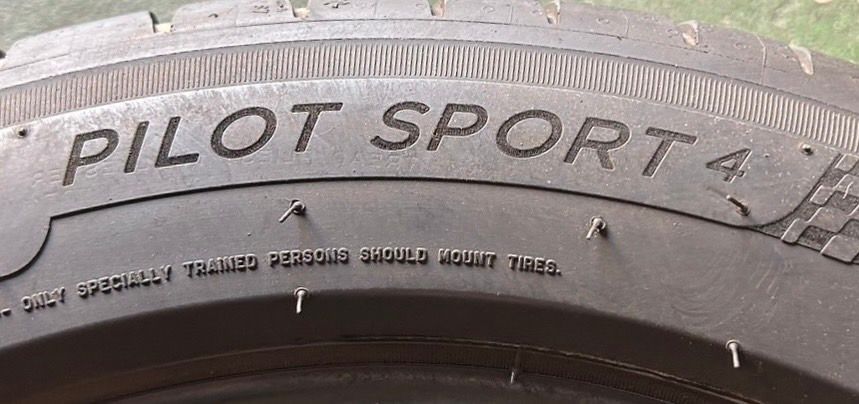 PILOT SPORT 4
ONLY SPECIALLY TRAINED PERSONS SHOULD MOUNT TIRES.